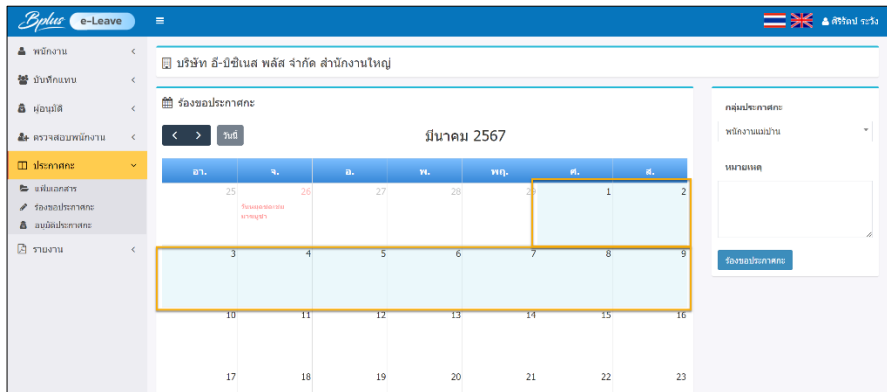 Bplus e-Leave
ศิริรัตน์ ระวัง
พนักงาน
บันทึกแทน
ผู้อนุมัติ
ตรวจสอบพนักงาน
ประกาศกะ
แฟ้มเอกสาร
ร้องขอประกาศกะ
อนุมัติประกาศกะ
รายงาน
บริษัท อี-บิซิเนส พลัส จำกัด สำนักงานใหญ่
ร้องขอประกาศกะ
วันนี้
มีนาคม 2567
อา. จ. อ. พ. พฤ. ศ. ส.
25 26 27 28 29 1 2
3 4 5 6 7 8 9
10 11 12 13 14 15 16
17 18 19 20 21 22 23
กลุ่มประกาศกะ
พนักงานแม่บ้าน
หมายเหตุ
ร้องขอประกาศกะ